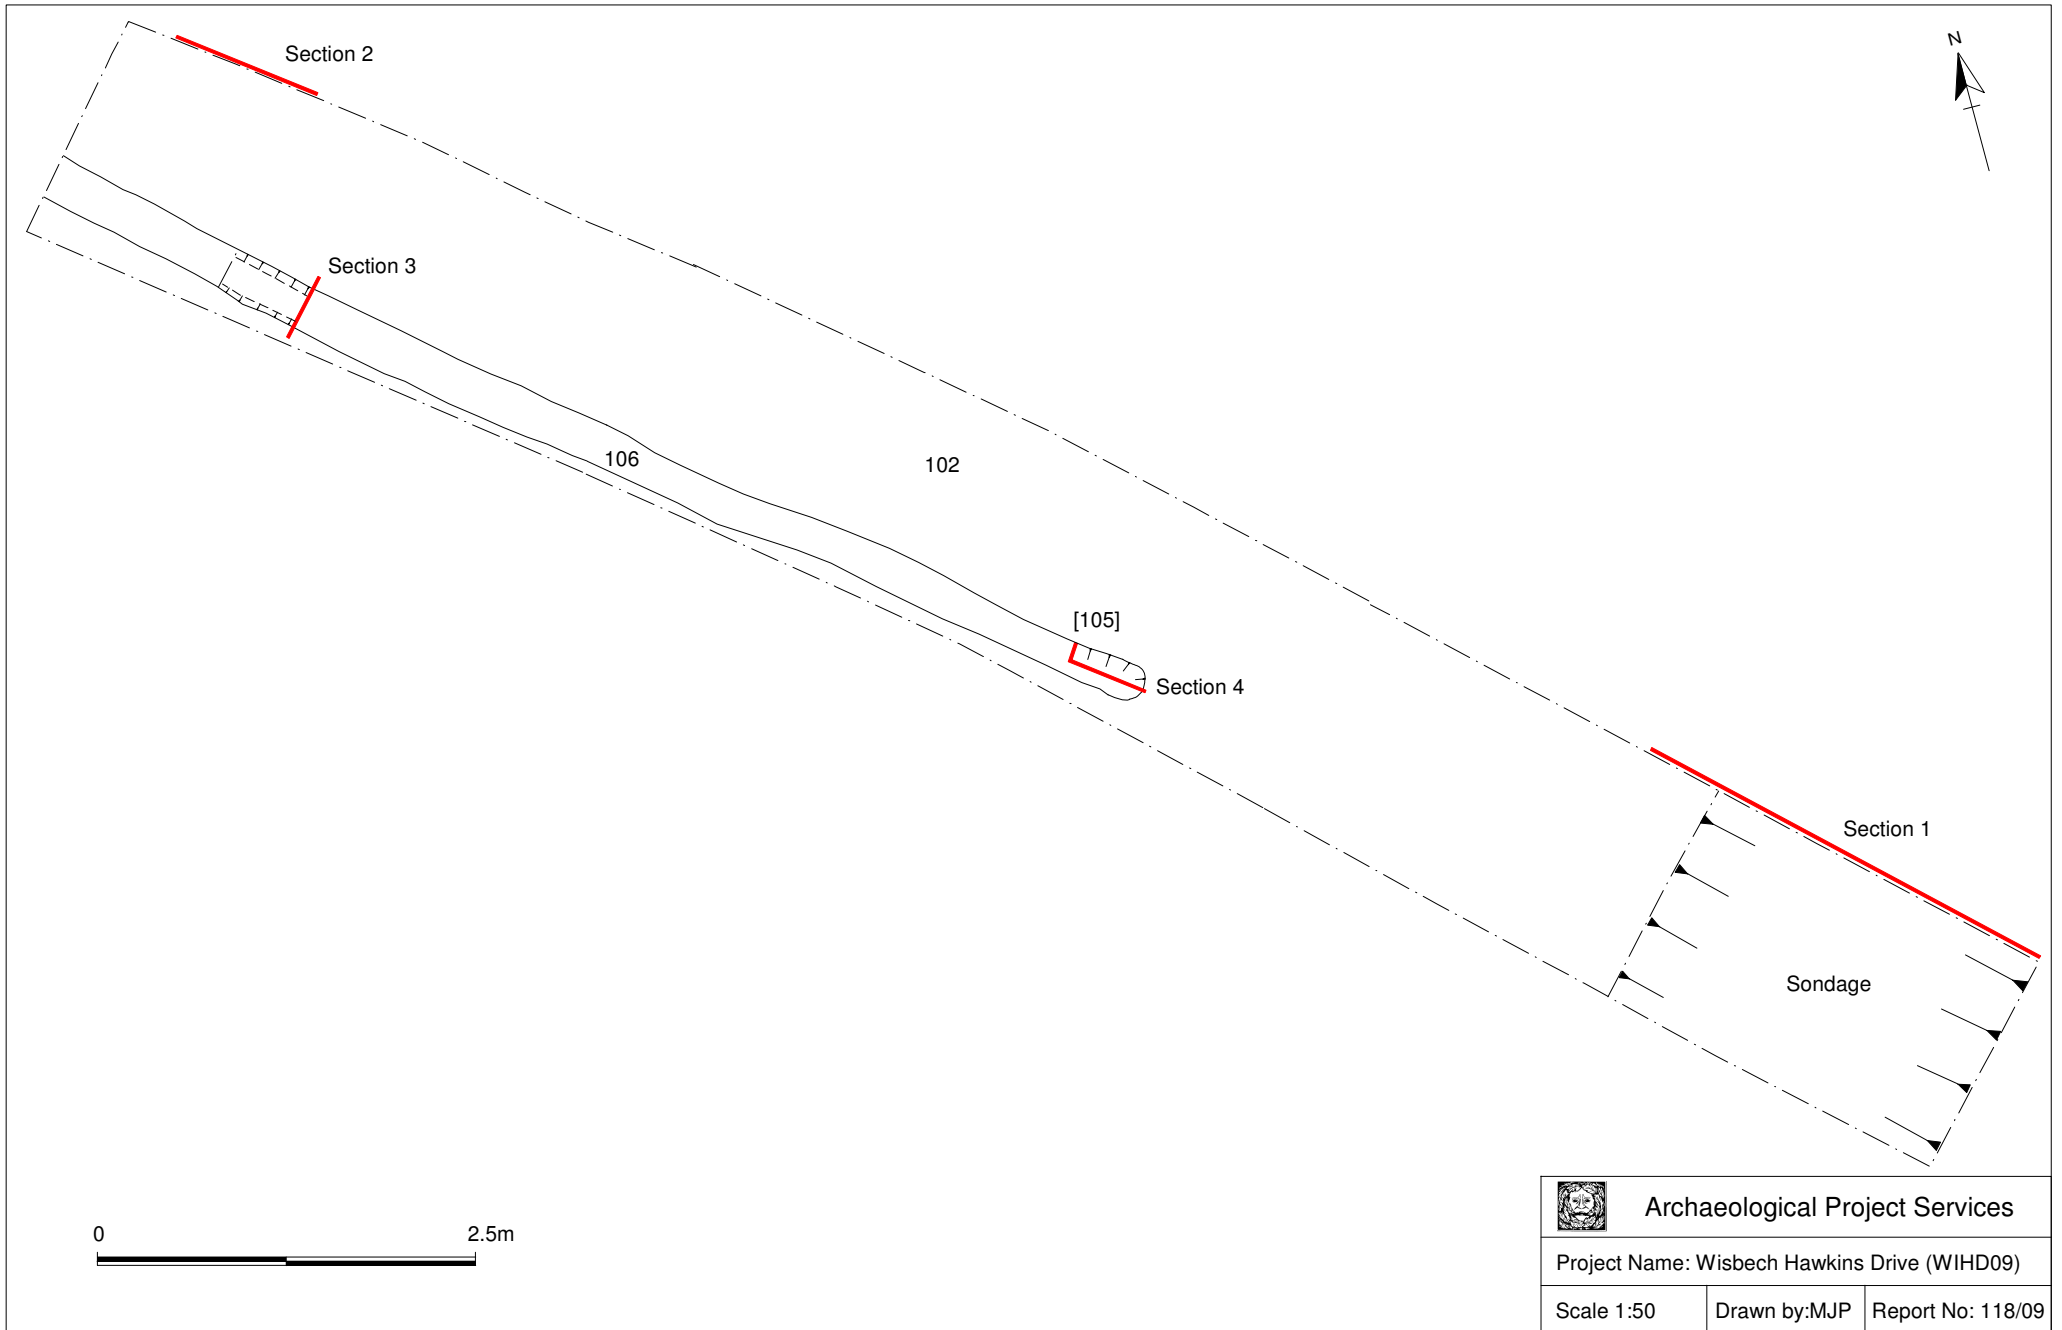 Section 2
N
Section 3
106
102
[105]
Section 4
Section 1
Sondage
0 2.5m
Archaeological Project Services
Project Name: Wisbech Hawkins Drive (WIHD09)
Scale 1:50 Drawn by:MJP Report No: 118/09